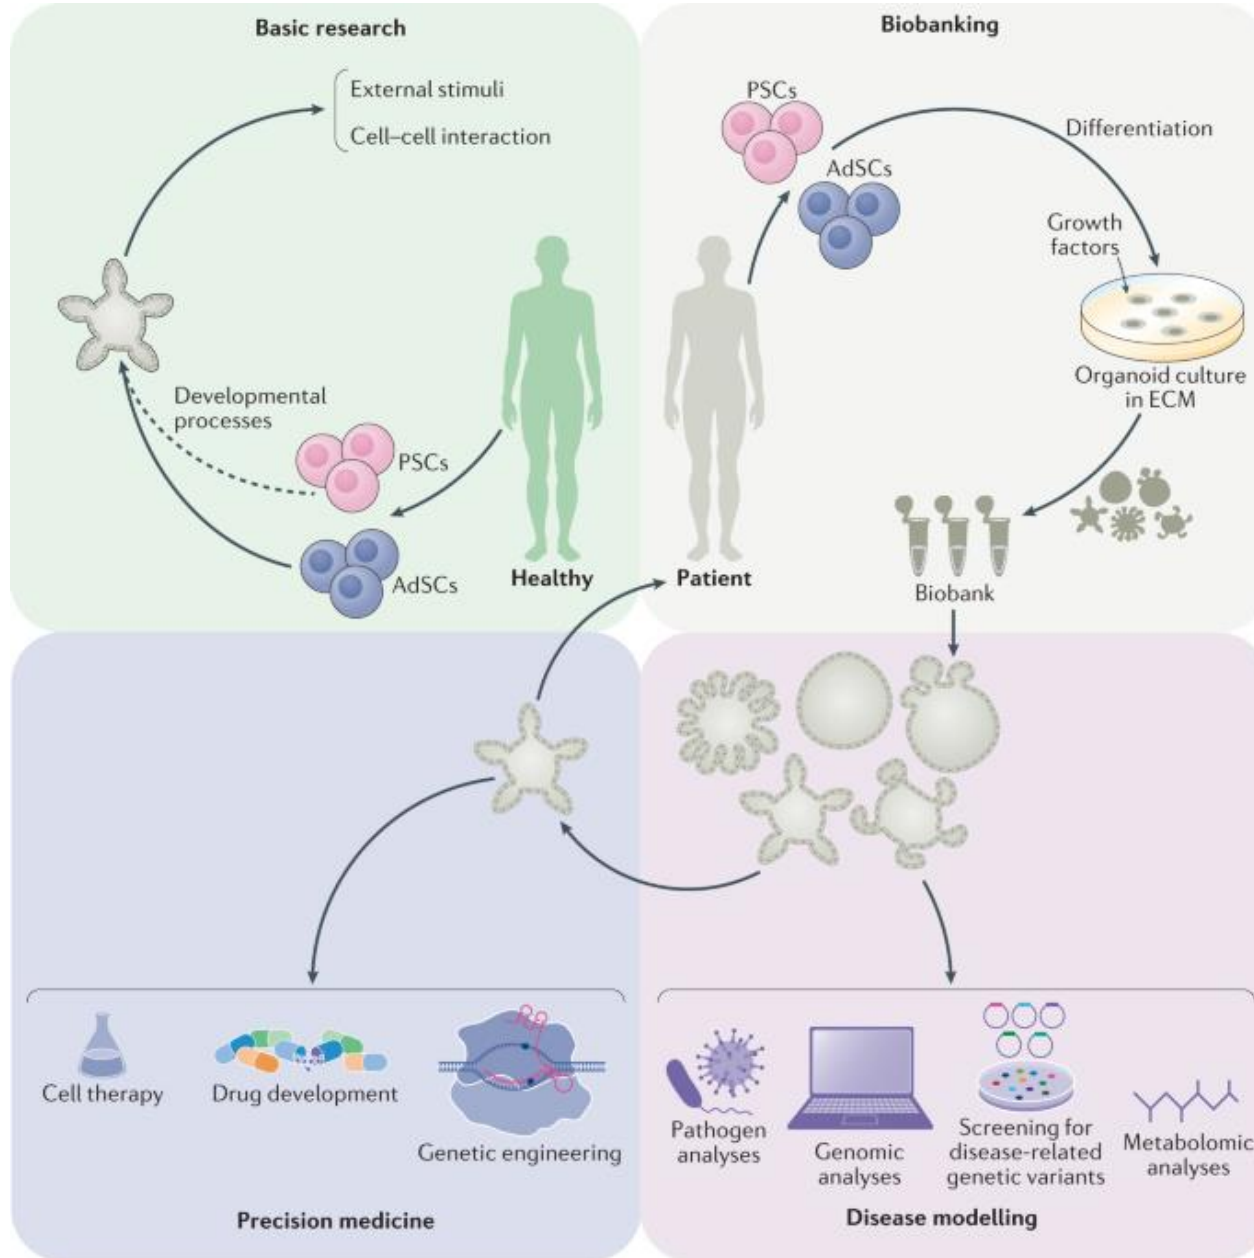 Basic research
External stimuli
Cell–cell interaction
Developmental
processes
PSCs
AdSCs
Healthy
Biobanking
PSCs
AdSCs
Differentiation
Growth
factors
Organoid culture
in ECM
Patient
Biobank
Cell therapy
Drug development
Genetic engineering
Precision medicine
Pathogen
analyses
Genomic
analyses
Screening for
disease-related
genetic variants
Metabolomic
analyses
Disease modelling